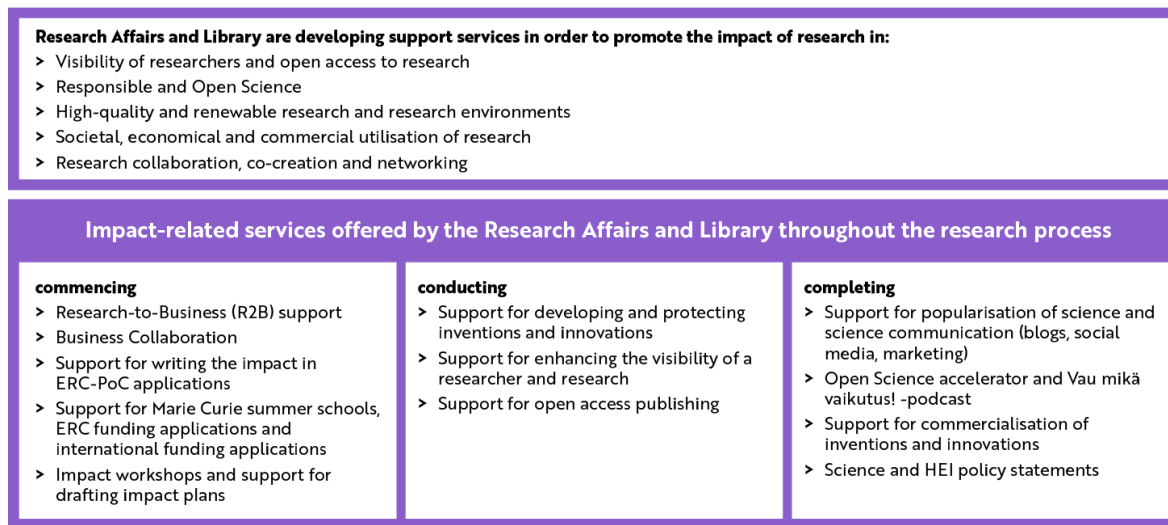 Research Affairs and Library are developing support services in order to promote the impact of research in:
> Visibility of researchers and open access to research
> Responsible and Open Science
> High-quality and renewable research and research environments
> Societal, economical and commercial utilisation of research
> Research collaboration, co-creation and networking
Impact-related services offered by the Research Affairs and Library throughout the research process
commencing
> Research-to-Business (R2B) support
> Business Collaboration
> Support for writing the impact in
ERC-PoC applications
> Support for Marie Curie summer schools,
ERC funding applications and
international funding applications
> Impact workshops and support for
drafting impact plans
conducting
> Support for developing and protecting
inventions and innovations
> Support for enhancing the visibility of a
researcher and research
> Support for open access publishing
completing
> Support for popularisation of science and
science communication (blogs, social
media, marketing)
> Open Science accelerator and Vau mikä
vaikutus! -podcast
> Support for commercialisation of
inventions and innovations
> Science and HEI policy statements